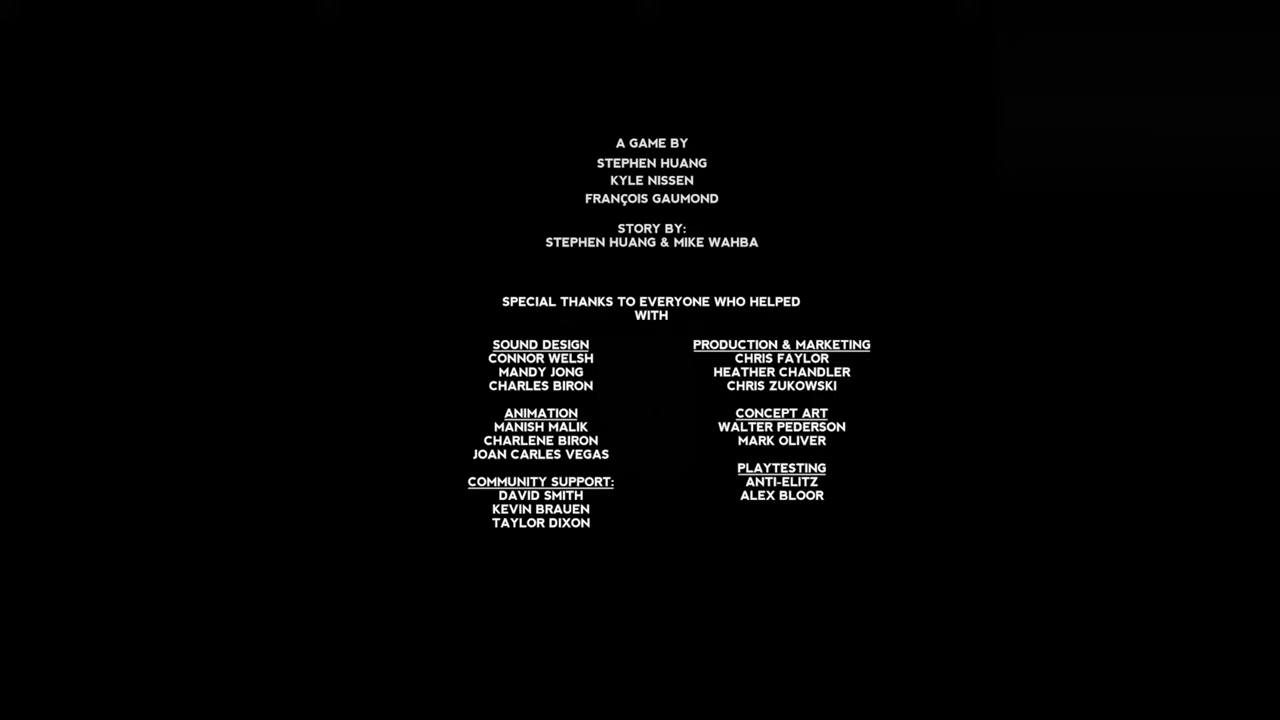 A GAME BY
STEPHEN HUANG
KYLE NISSEN
FRANÇOIS GAUMOND
STORY BY:
STEPHEN HUANG & MIKE WAHBA
SPECIAL THANKS TO EVERYONE WHO HELPED
WITH
SOUND DESIGN
CONNOR WELSH
MANDY JONG
CHARLES BIRON
ANIMATION
MANISH MALIK
CHARLENE BIRON
JOAN CARLES VEGAS
COMMUNITY SUPPORT:
DAVID SMITH
KEVIN BRAUEN
TAYLOR DIXON
PRODUCTION & MARKETING
CHRIS FAYLOR
HEATHER CHANDLER
CHRIS ZUKOWSKI
CONCEPT ART
WALTER PEDERSON
MARK OLIVER
PLAYTESTING
ANTI-ELITZ
ALEX BLOOR